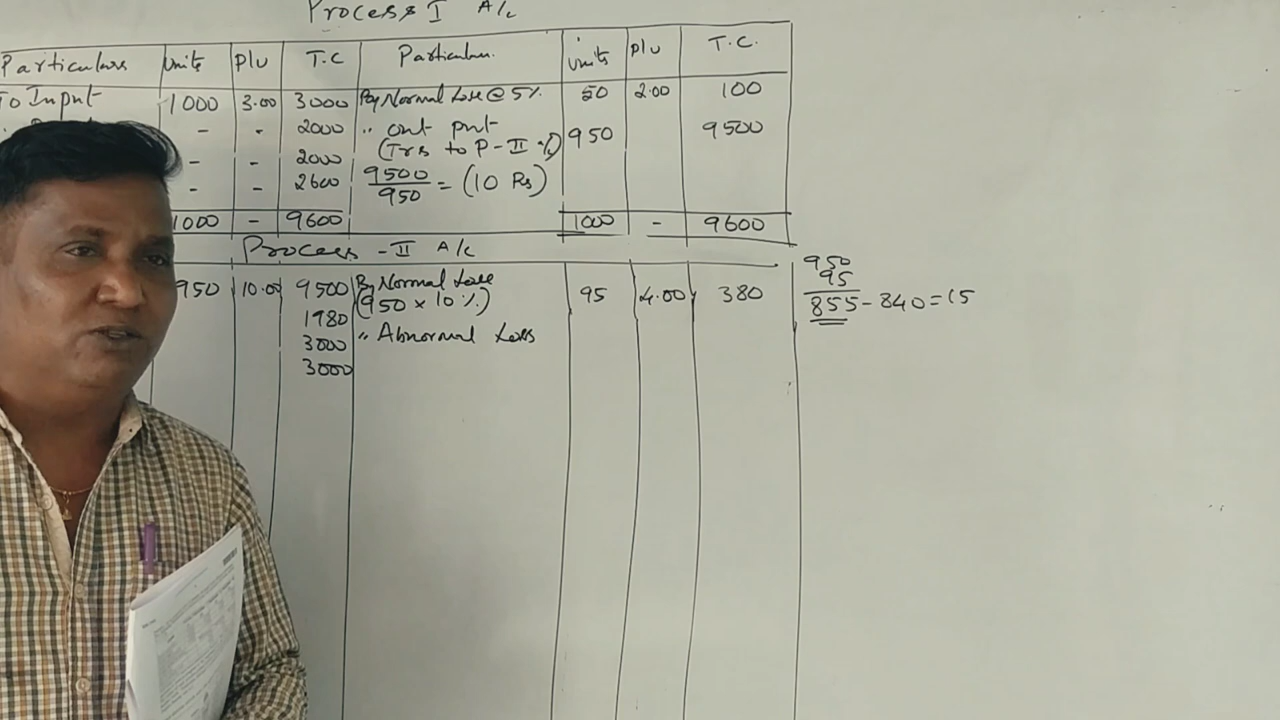 Process I A/c
Particulars Units P/U T.C Particular. Units P/U T.C.
To Input 1000 3.00 3000 By Normal Loss @ 5% 50 2.00 100
- - 2000 " out put 950 9500
- - 2000 (Trs to P-II %)
- - 2600 9500/950 = (10 Rs)
1000 - 9600 1000 - 9600
Process - II A/c
950 10.00 9500 By Normal Loss 95 4.00 380
1980 (950 x 10%)
3000 " Abnormal Loss
3000
950
95
855 - 840 = 15